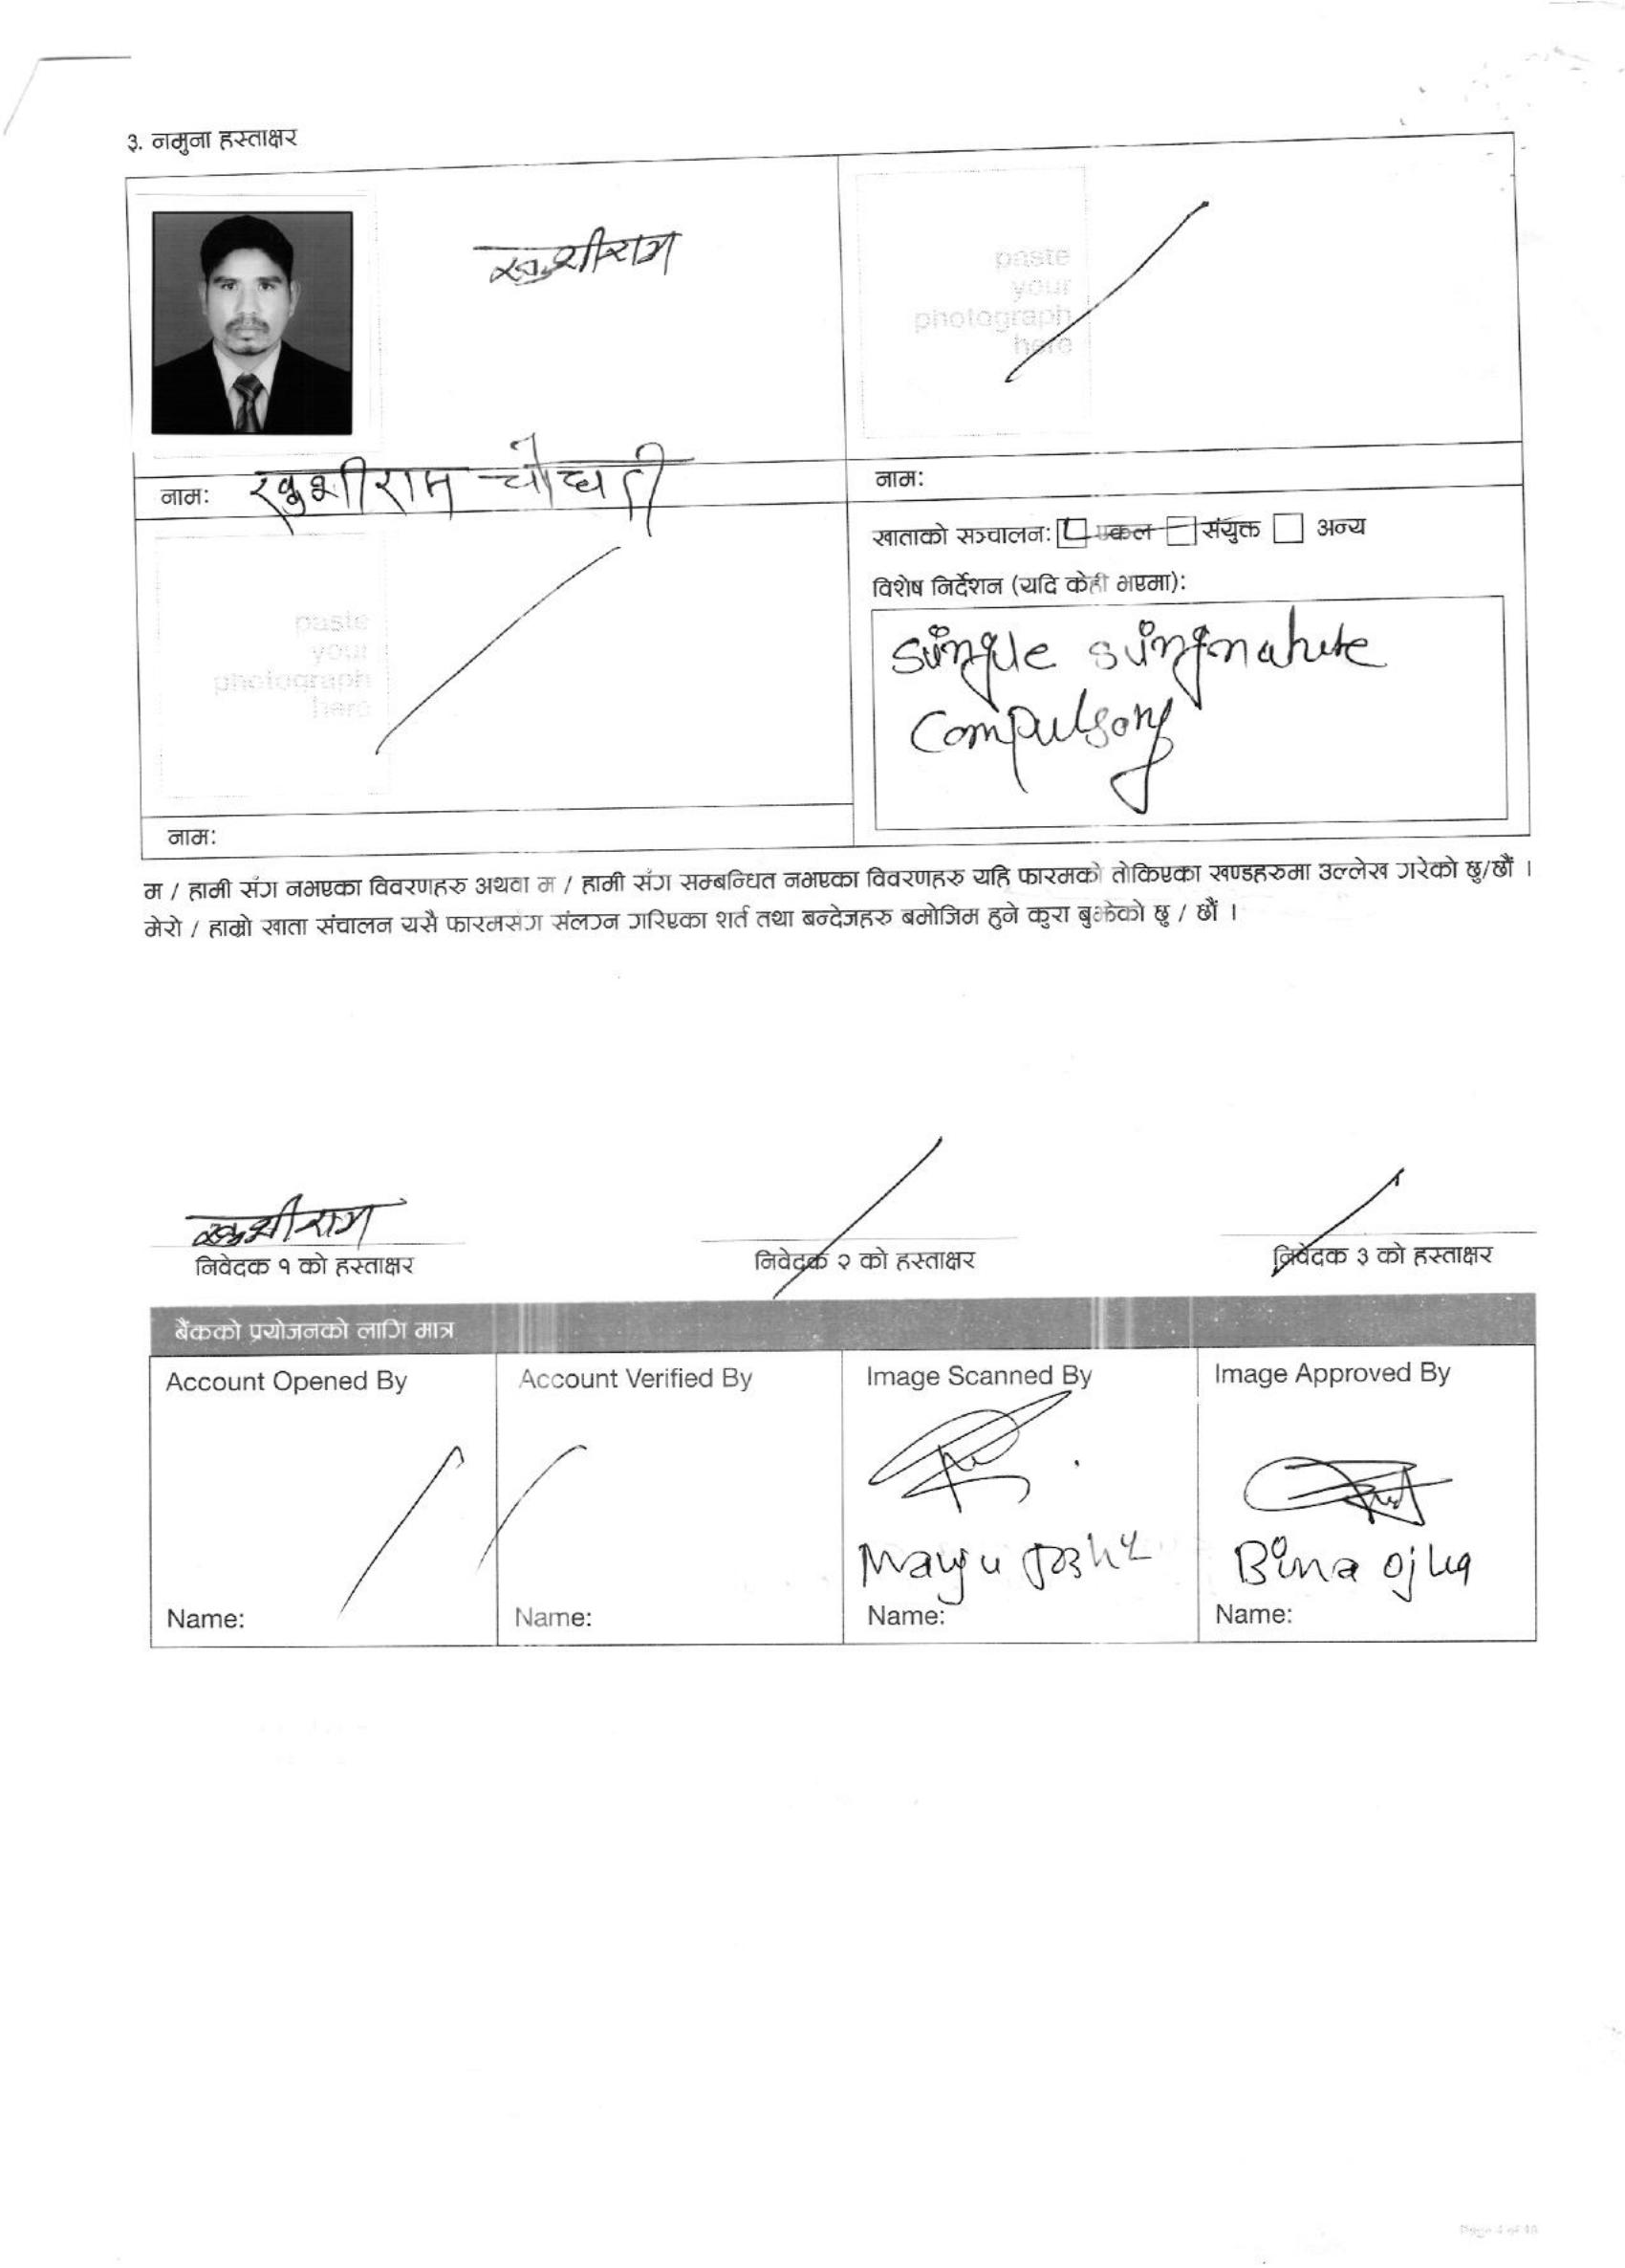 ३. नमुना हस्ताक्षर
खुशीराम
paste
your
photograph
here
नाम: खुशीराम चौधरी
नाम:
खाताको सञ्चालन: एकल संयुक्त अन्य
विशेष निर्देशन (यदि केही भएमा):
paste
your
photograph
here
single sungnature
compulsory
नाम:
म / हामी सँग नभएका विवरणहरु अथवा म / हामी सँग सम्बन्धित नभएका विवरणहरु यहि फारमको तोकिएका खण्डहरुमा उल्लेख गरेको छु/छौं ।
मेरो / हाम्रो खाता संचालन यसै फारमसंग संलग्न गरिएका शर्त तथा बन्देजहरु बमोजिम हुने कुरा बुझेको छु / छौं ।
खुशीराम
निवेदक १ को हस्ताक्षर निवेदक २ को हस्ताक्षर निवेदक ३ को हस्ताक्षर
बैंकको प्रयोजनको लागि मात्र
Account Opened By Account Verified By Image Scanned By Image Approved By
Manju Joshi Bina Ojha
Name: Name: Name: Name: